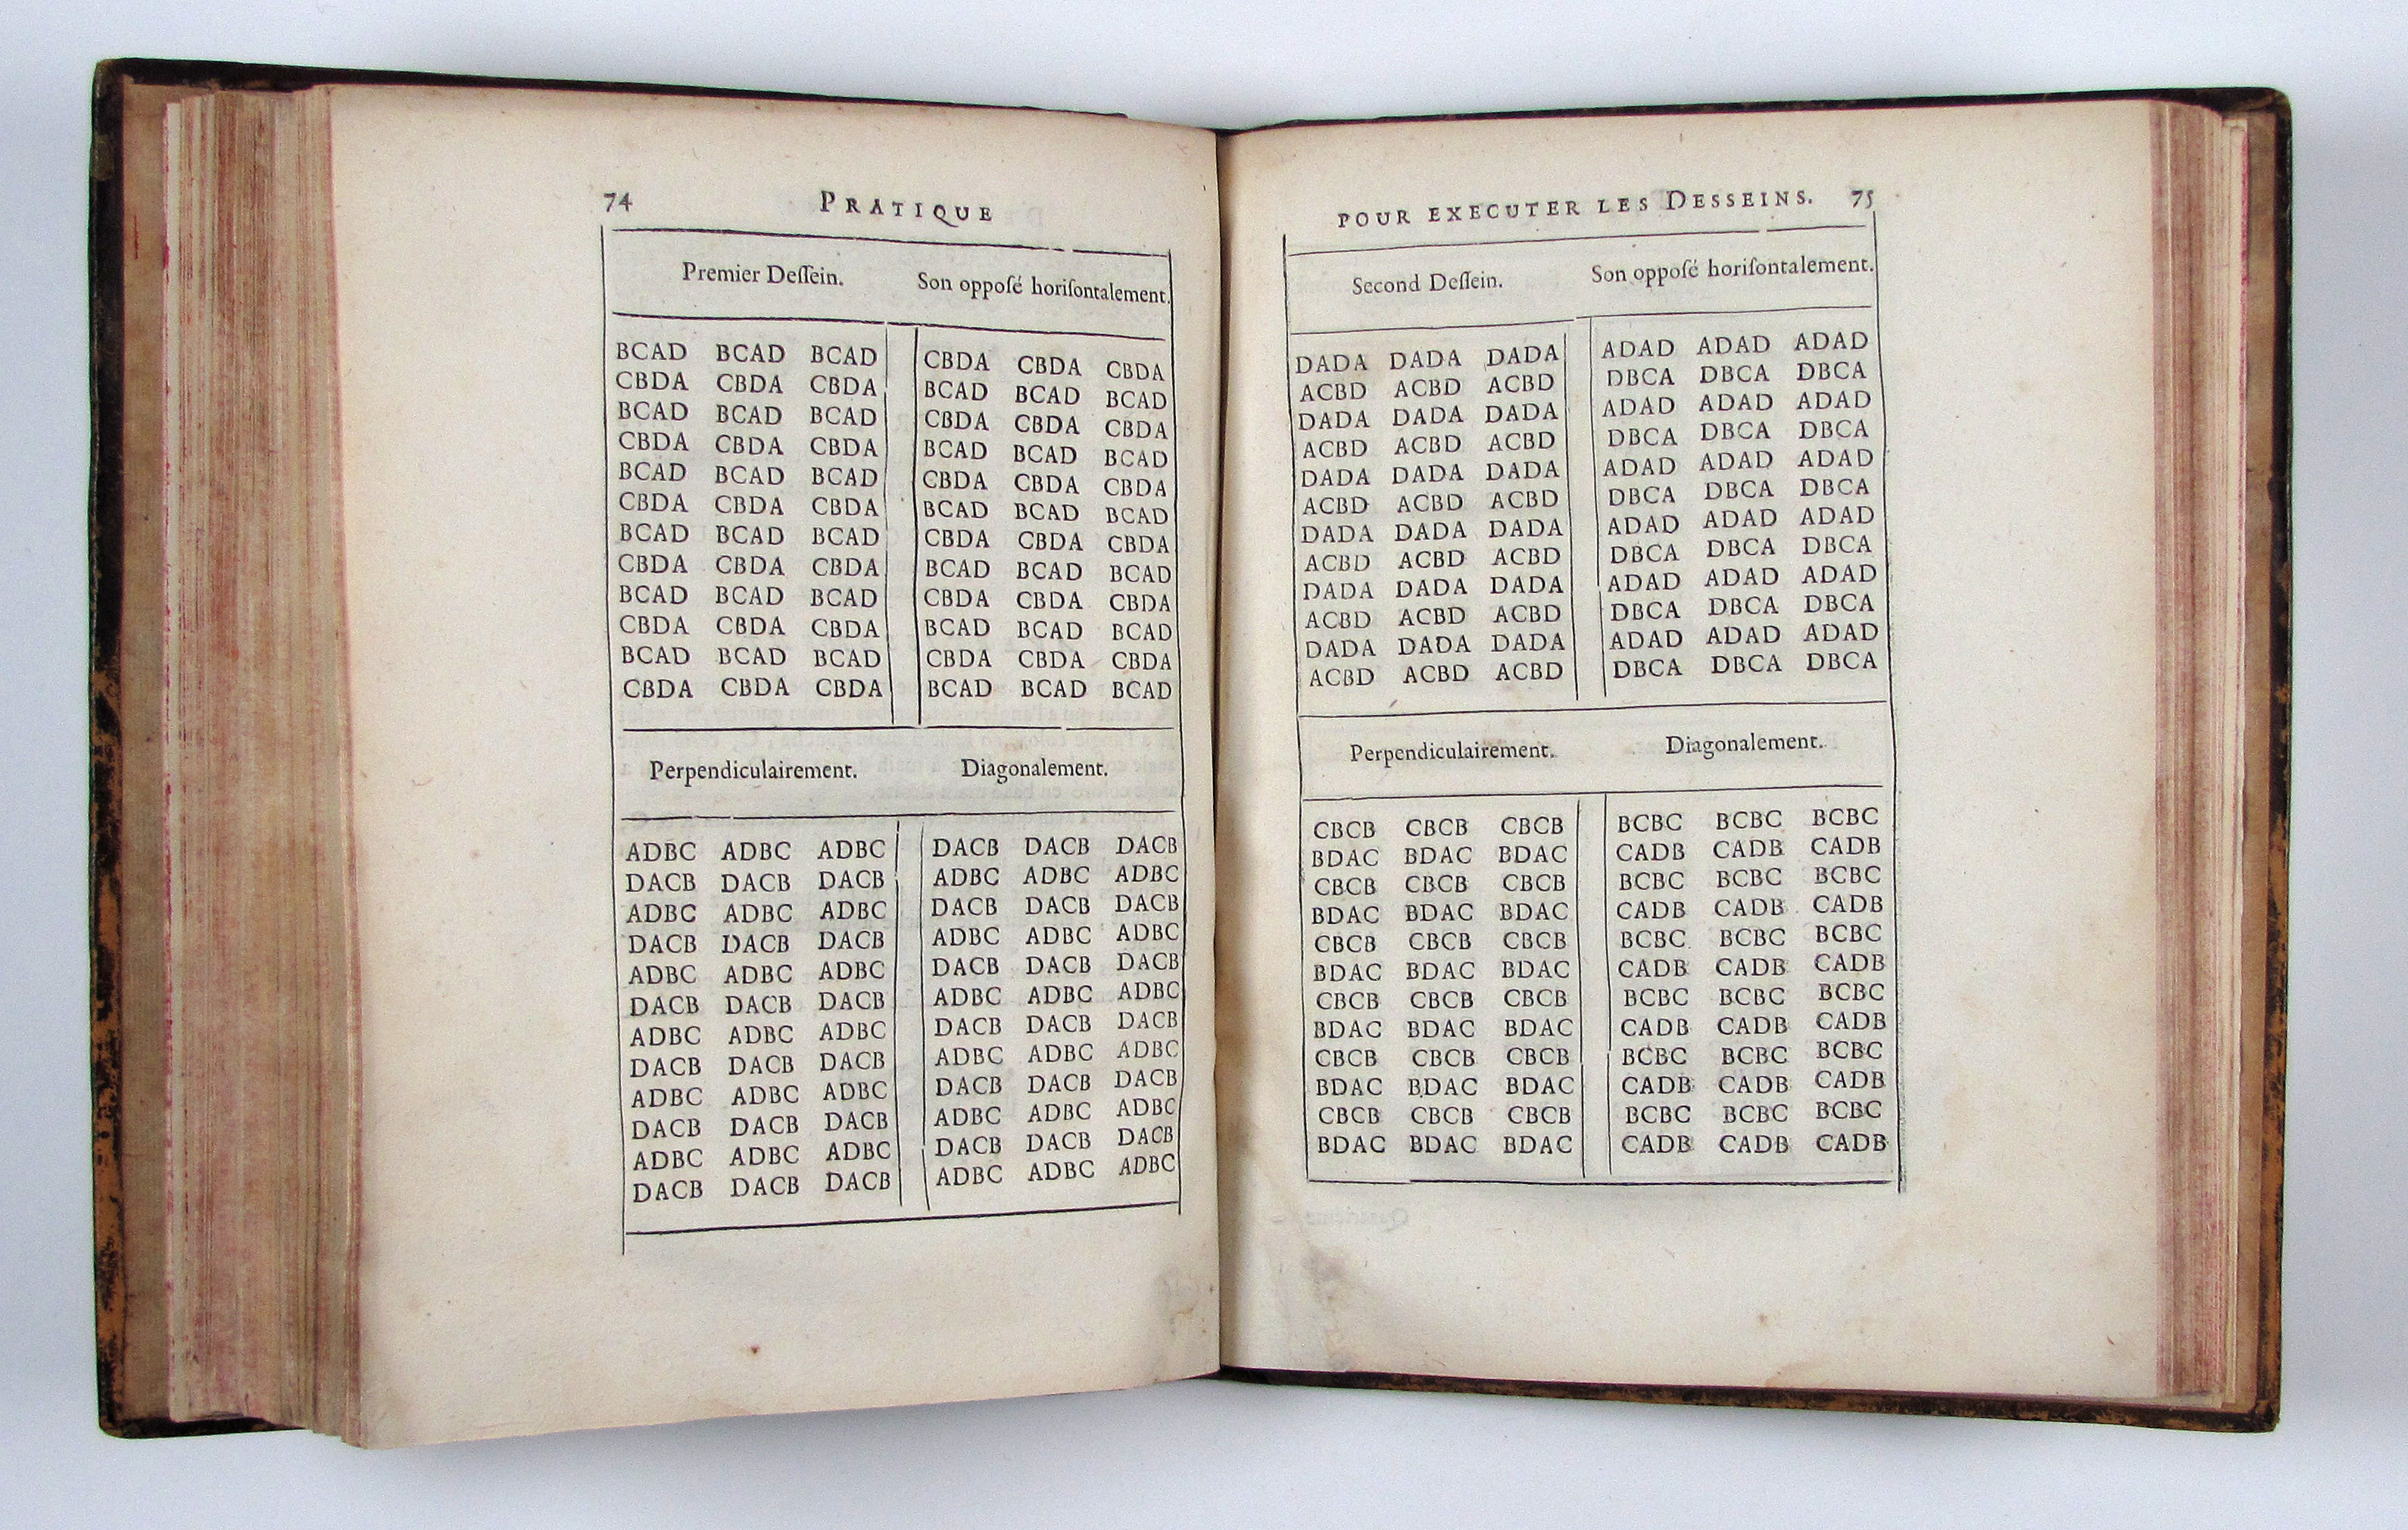 74 PRATIQUE
Premier Deſſein. Son oppoſé horiſontalement.
BCAD BCAD BCAD CBDA CBDA CBDA
CBDA CBDA CBDA BCAD BCAD BCAD
BCAD BCAD BCAD CBDA CBDA CBDA
CBDA CBDA CBDA BCAD BCAD BCAD
BCAD BCAD BCAD CBDA CBDA CBDA
CBDA CBDA CBDA BCAD BCAD BCAD
BCAD BCAD BCAD CBDA CBDA CBDA
CBDA CBDA CBDA BCAD BCAD BCAD
BCAD BCAD BCAD CBDA CBDA CBDA
CBDA CBDA CBDA BCAD BCAD BCAD
BCAD BCAD BCAD CBDA CBDA CBDA
CBDA CBDA CBDA BCAD BCAD BCAD
Perpendiculairement. Diagonalement.
ADBC ADBC ADBC DACB DACB DACB
DACB DACB DACB ADBC ADBC ADBC
ADBC ADBC ADBC DACB DACB DACB
DACB DACB DACB ADBC ADBC ADBC
ADBC ADBC ADBC DACB DACB DACB
DACB DACB DACB ADBC ADBC ADBC
ADBC ADBC ADBC DACB DACB DACB
DACB DACB DACB ADBC ADBC ADBC
ADBC ADBC ADBC DACB DACB DACB
DACB DACB DACB ADBC ADBC ADBC
ADBC ADBC ADBC DACB DACB DACB
DACB DACB DACB ADBC ADBC ADBC
POUR EXECUTER LES DESSEINS. 75
Second Deſſein. Son oppoſé horiſontalement.
DADA DADA DADA ADAD ADAD ADAD
ACBD ACBD ACBD DBCA DBCA DBCA
DADA DADA DADA ADAD ADAD ADAD
ACBD ACBD ACBD DBCA DBCA DBCA
DADA DADA DADA ADAD ADAD ADAD
ACBD ACBD ACBD DBCA DBCA DBCA
DADA DADA DADA ADAD ADAD ADAD
ACBD ACBD ACBD DBCA DBCA DBCA
DADA DADA DADA ADAD ADAD ADAD
ACBD ACBD ACBD DBCA DBCA DBCA
DADA DADA DADA ADAD ADAD ADAD
ACBD ACBD ACBD DBCA DBCA DBCA
Perpendiculairement. Diagonalement.
CBCB CBCB CBCB BCBC BCBC BCBC
BDAC BDAC BDAC CADB CADB CADB
CBCB CBCB CBCB BCBC BCBC BCBC
BDAC BDAC BDAC CADB CADB CADB
CBCB CBCB CBCB BCBC BCBC BCBC
BDAC BDAC BDAC CADB CADB CADB
CBCB CBCB CBCB BCBC BCBC BCBC
BDAC BDAC BDAC CADB CADB CADB
CBCB CBCB CBCB BCBC BCBC BCBC
BDAC BDAC BDAC CADB CADB CADB
CBCB CBCB CBCB BCBC BCBC BCBC
BDAC BDAC BDAC CADB CADB CADB